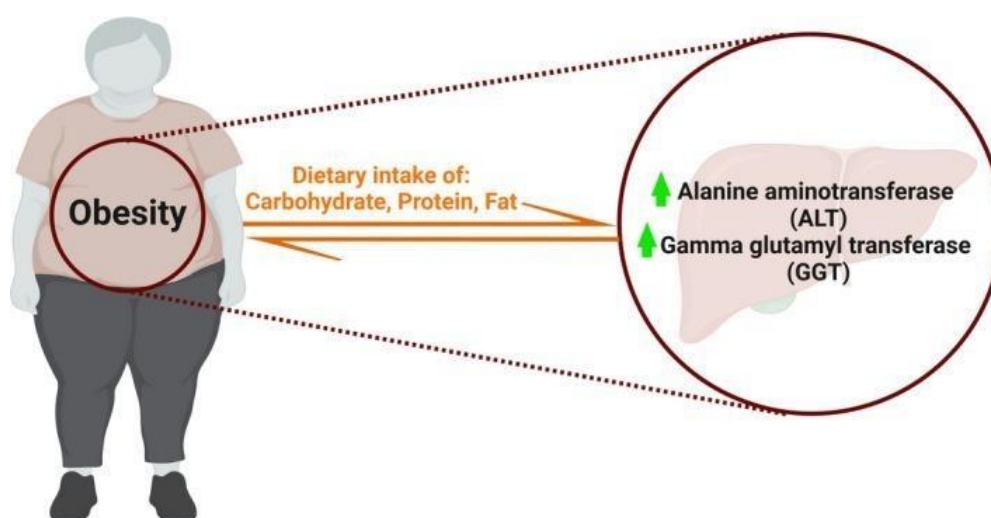 Obesity
Dietary intake of:
Carbohydrate, Protein, Fat
Alanine aminotransferase
(ALT)
Gamma glutamyl transferase
(GGT)